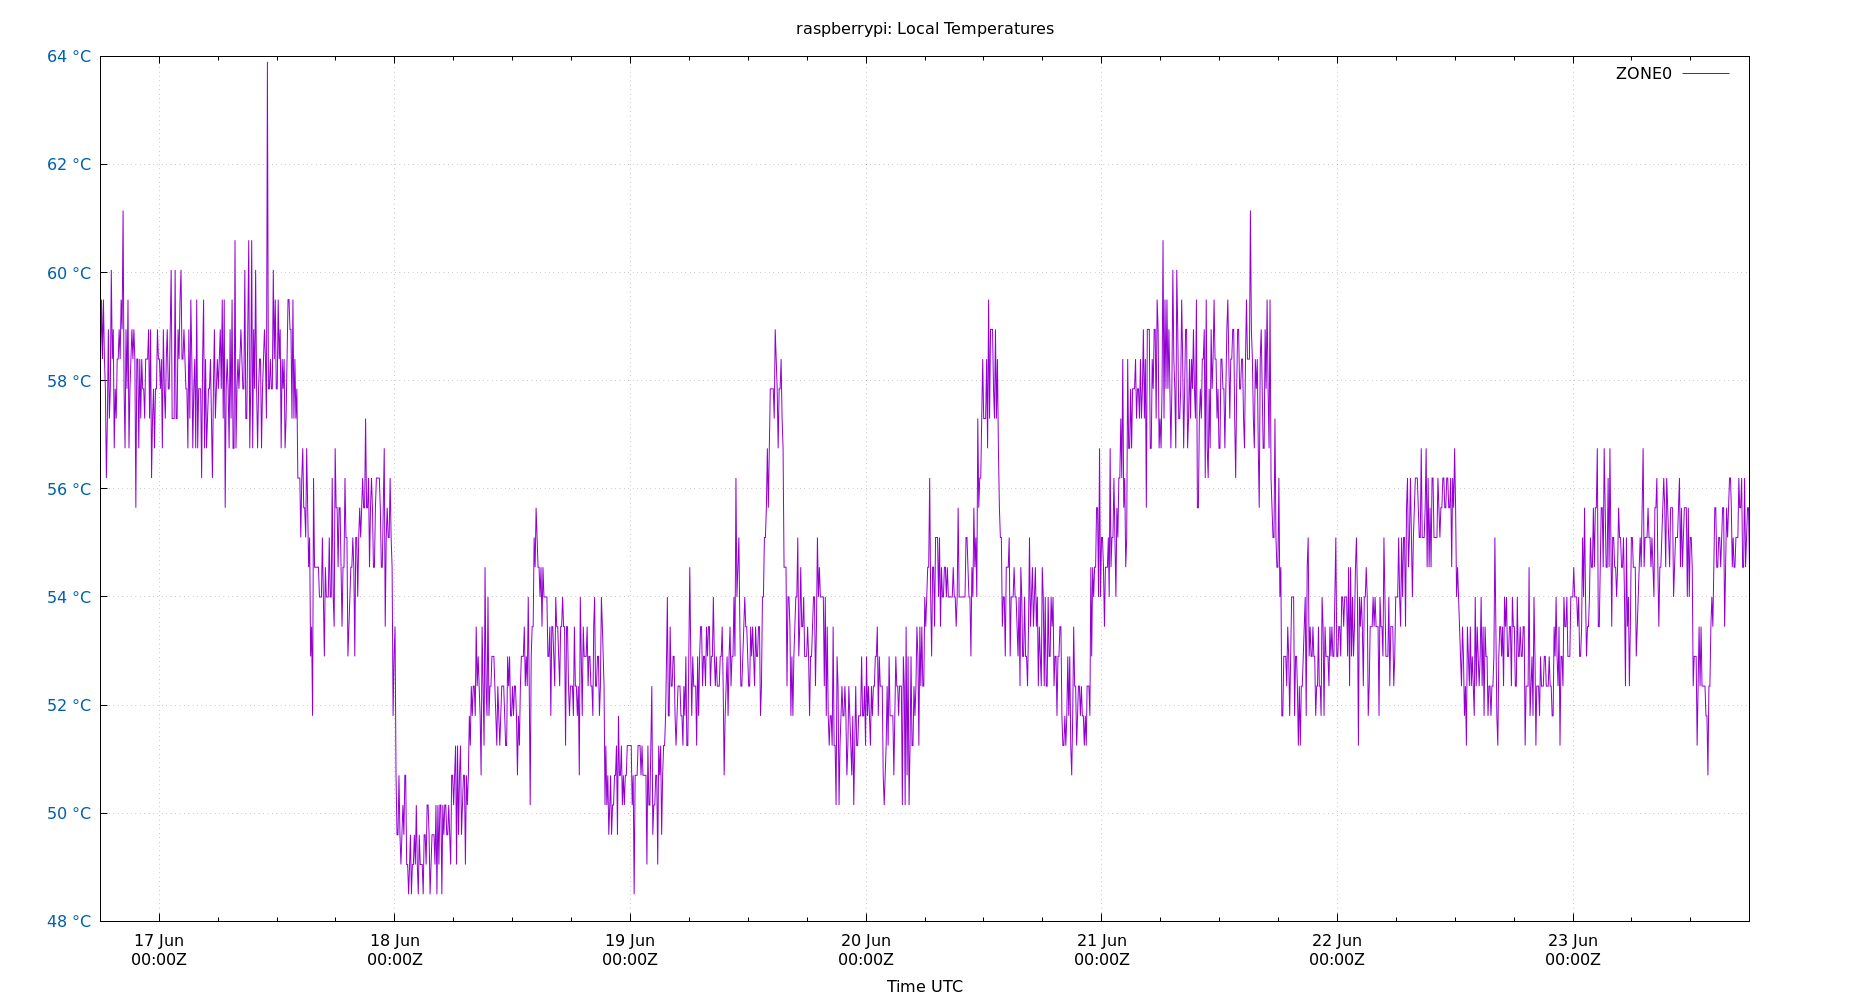 raspberrypi: Local Temperatures
64 °C
62 °C
60 °C
58 °C
56 °C
54 °C
52 °C
50 °C
48 °C
ZONE0
17 Jun
00:00Z
18 Jun
00:00Z
19 Jun
00:00Z
20 Jun
00:00Z
21 Jun
00:00Z
22 Jun
00:00Z
23 Jun
00:00Z
Time UTC